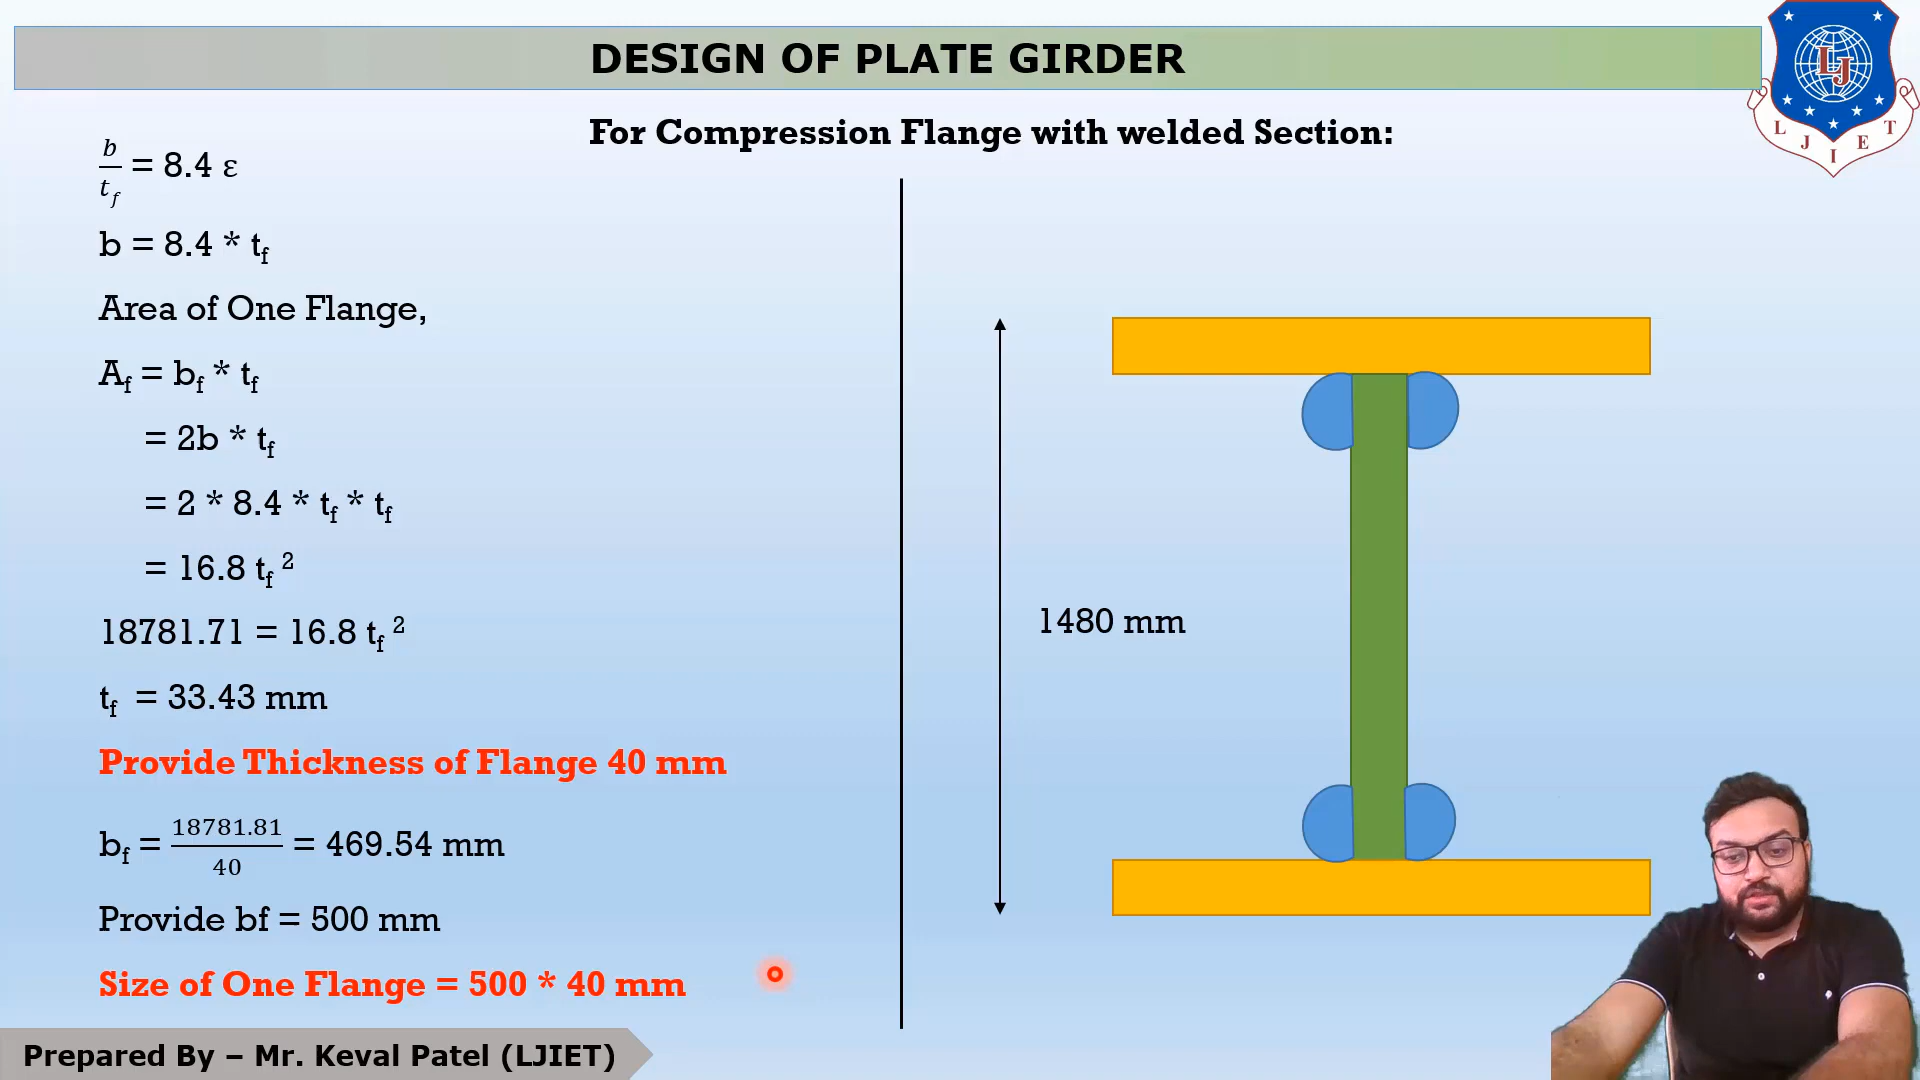 DESIGN OF PLATE GIRDER
L J
L J I E T
For Compression Flange with welded Section:
b/t_f = 8.4 ε
b = 8.4 * t_f
Area of One Flange,
A_f = b_f * t_f
= 2b * t_f
= 2 * 8.4 * t_f * t_f
= 16.8 t_f ²
18781.71 = 16.8 t_f ²
t_f = 33.43 mm
Provide Thickness of Flange 40 mm
b_f = 18781.81/40 = 469.54 mm
Provide bf = 500 mm
Size of One Flange = 500 * 40 mm
1480 mm
Prepared By – Mr. Keval Patel (LJIET)